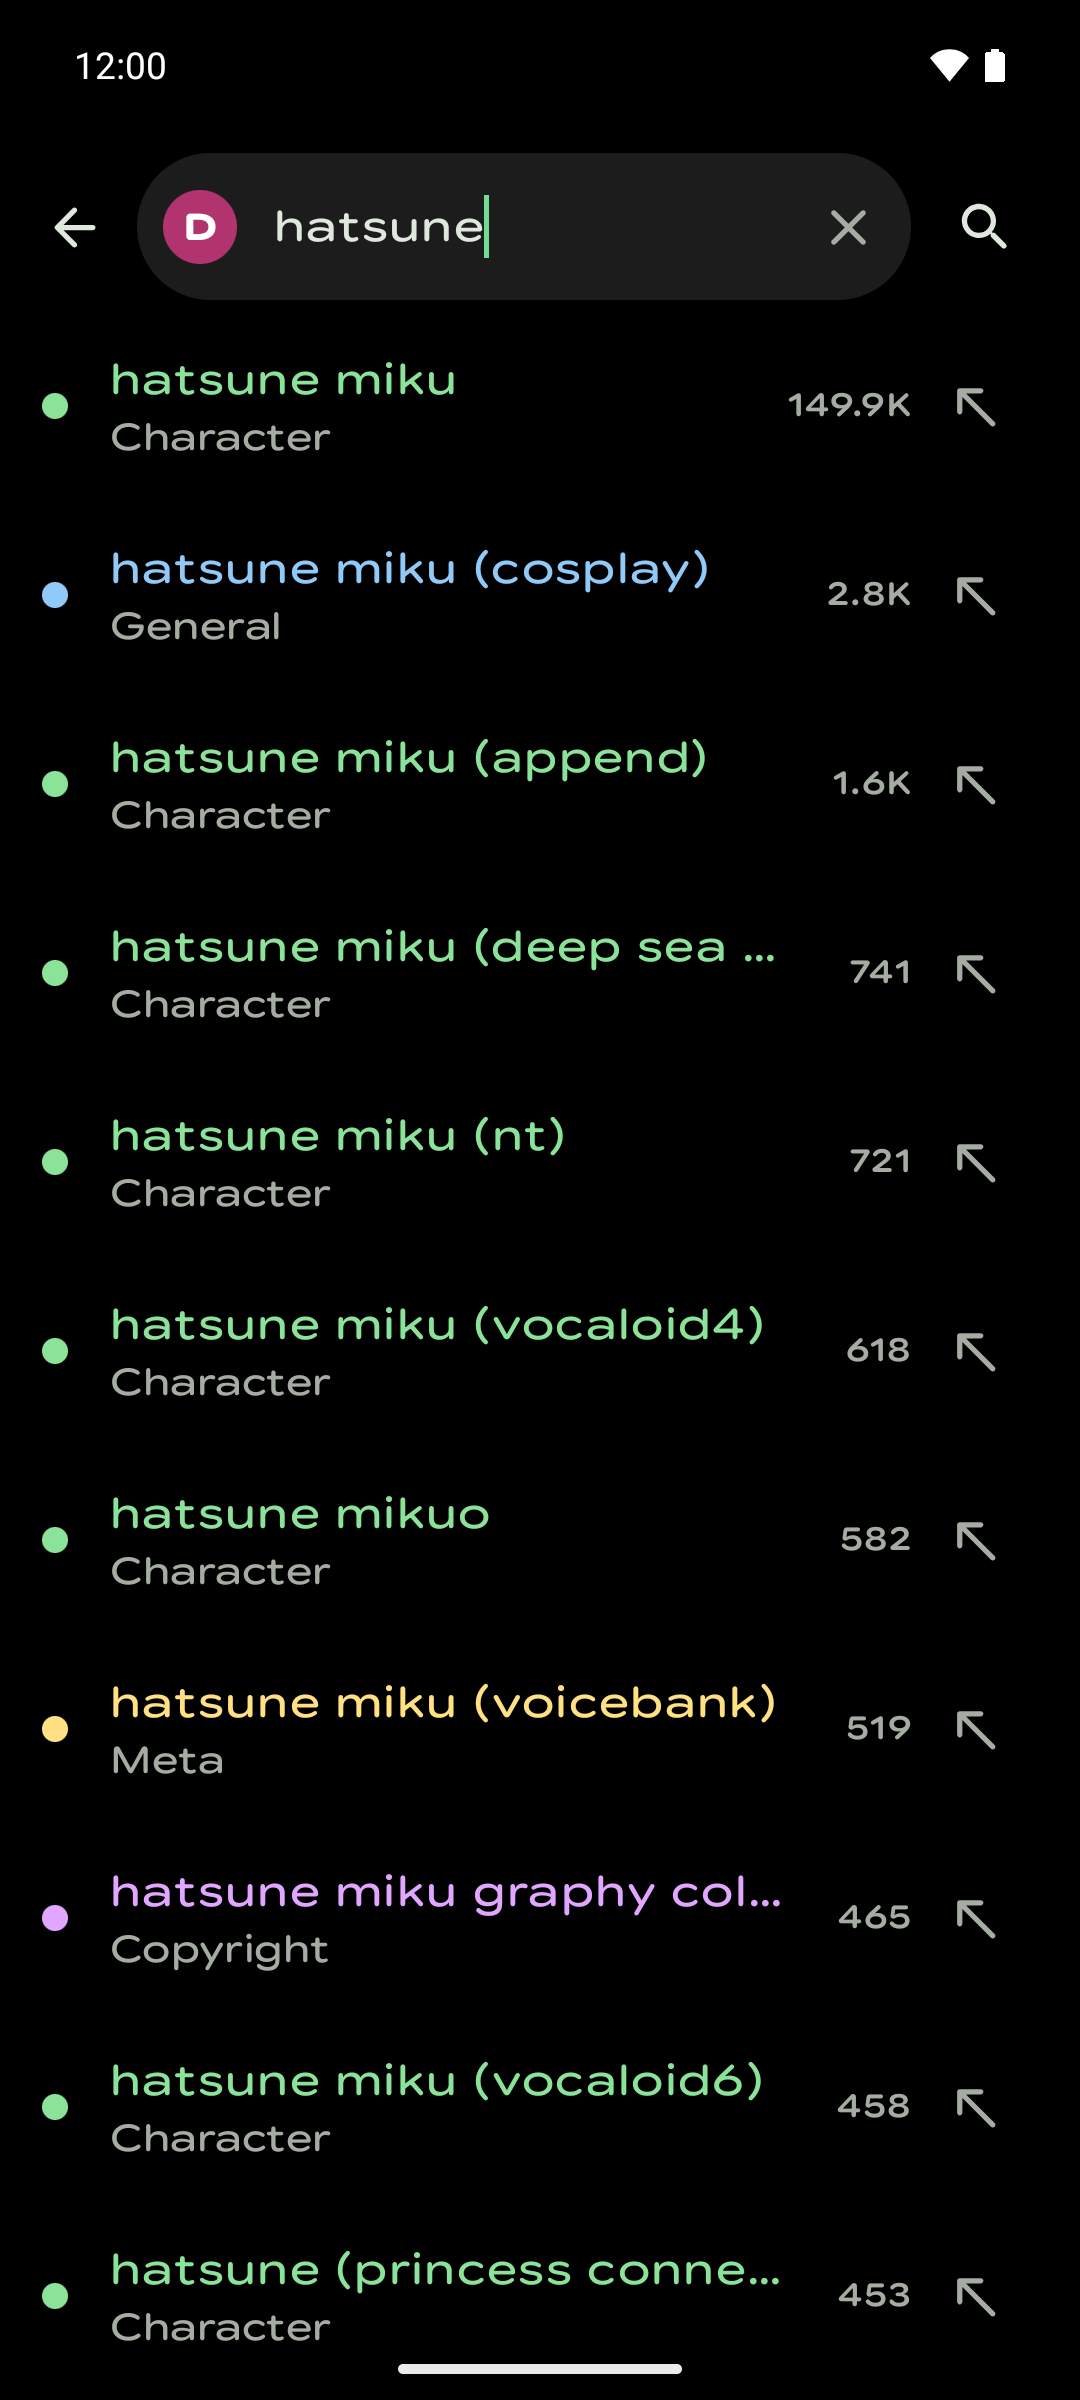 12:00
D hatsune
hatsune miku
Character
149.9K
hatsune miku (cosplay)
General
2.8K
hatsune miku (append)
Character
1.6K
hatsune miku (deep sea ...
Character
741
hatsune miku (nt)
Character
721
hatsune miku (vocaloid4)
Character
618
hatsune mikuo
Character
582
hatsune miku (voicebank)
Meta
519
hatsune miku graphy col...
Copyright
465
hatsune miku (vocaloid6)
Character
458
hatsune (princess conne...
Character
453